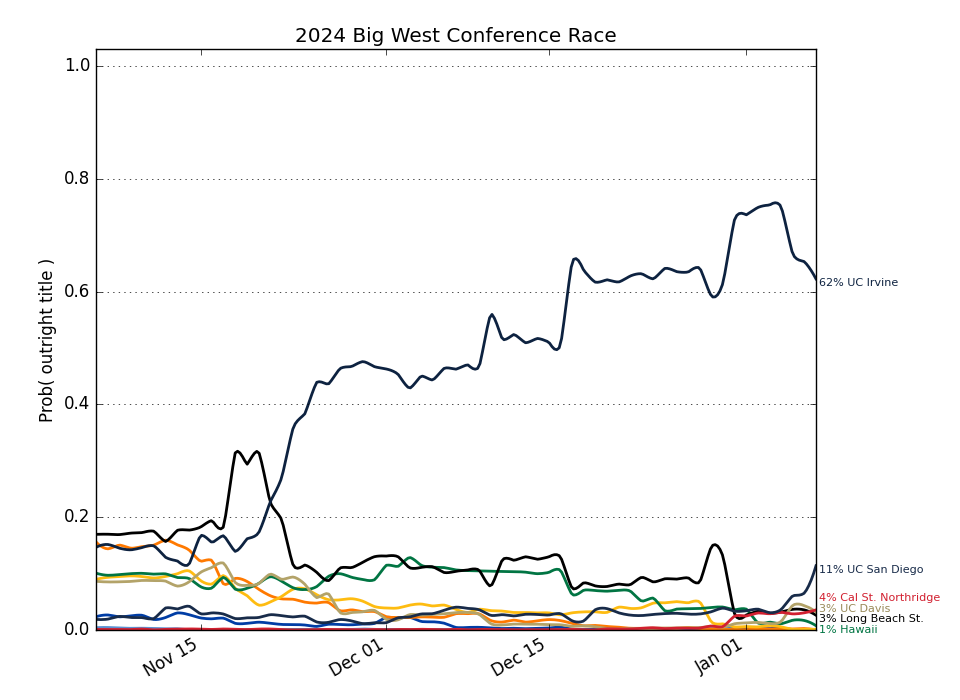 2024 Big West Conference Race
Prob( outright title )
1.0
0.8
0.6
0.4
0.2
0.0
Nov 15
Dec 01
Dec 15
Jan 01
62% UC Irvine
11% UC San Diego
4% Cal St. Northridge
3% UC Davis
3% Long Beach St.
1% Hawaii